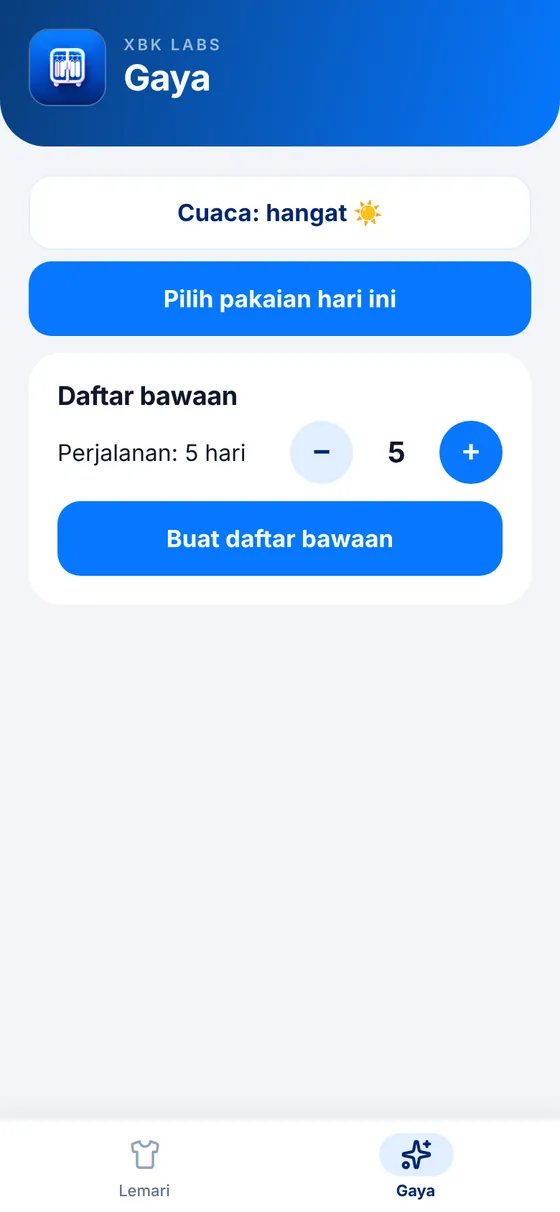 XBK LABS
Gaya
Cuaca: hangat ☀️
Pilih pakaian hari ini
Daftar bawaan
Perjalanan: 5 hari − 5 +
Buat daftar bawaan
Lemari Gaya